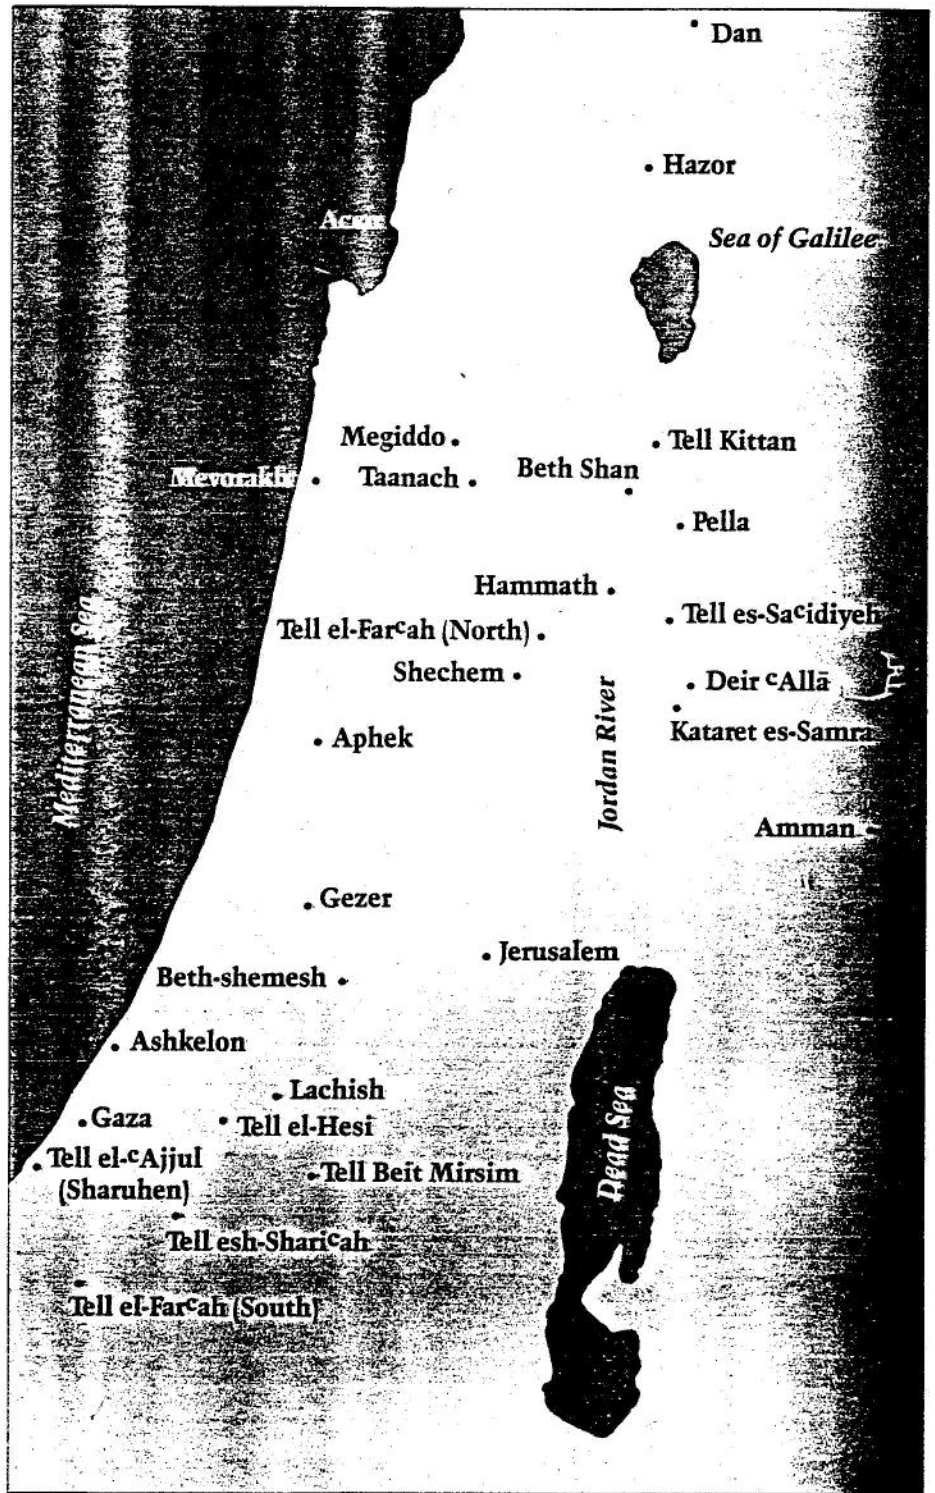 Dan
Hazor
Sea of Galilee
Megiddo
Tell Kittan
Mevorakh
Taanach
Beth Shan
Pella
Hammath
Tell es-Saᶜidiyeh
Tell el-Farᶜah (North)
Shechem
Deir ᶜAllā
Mediterranean Sea
Jordan River
Kataret es-Samra
Aphek
Amman
Gezer
Jerusalem
Beth-shemesh
Ashkelon
Lachish
Gaza
Tell el-Hesi
Dead Sea
Tell el-ᶜAjjul
(Sharuhen)
Tell Beit Mirsim
Tell esh-Shariᶜah
Tell el-Farᶜah (South)